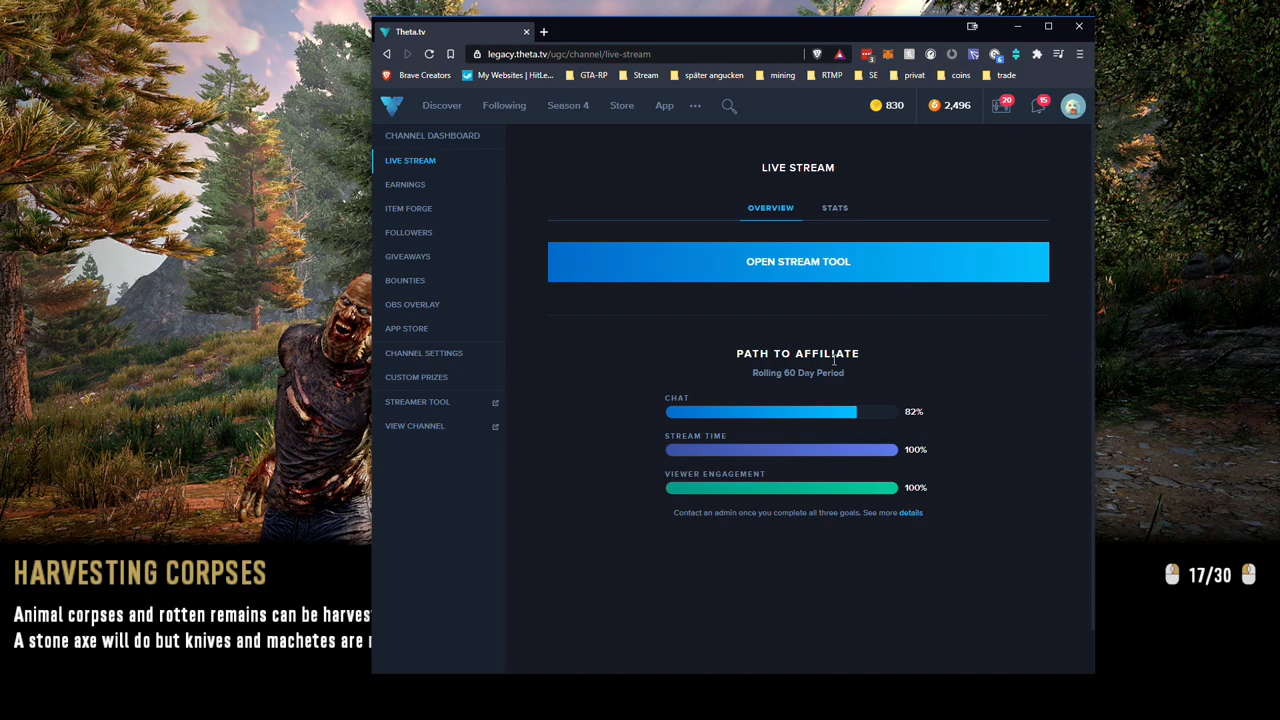 Theta.tv
legacy.theta.tv/ugc/channel/live-stream
3
6
Brave Creators
My Websites | HitLe...
GTA-RP
Stream
später angucken
mining
RTMP
SE
privat
coins
trade
Discover
Following
Season 4
Store
App
830
2,496
20
15
CHANNEL DASHBOARD
LIVE STREAM
EARNINGS
ITEM FORGE
FOLLOWERS
GIVEAWAYS
BOUNTIES
OBS OVERLAY
APP STORE
CHANNEL SETTINGS
CUSTOM PRIZES
STREAMER TOOL
VIEW CHANNEL
LIVE STREAM
OVERVIEW
STATS
OPEN STREAM TOOL
PATH TO AFFILIATE
Rolling 60 Day Period
CHAT
82%
STREAM TIME
100%
VIEWER ENGAGEMENT
100%
Contact an admin once you complete all three goals. See more details
HARVESTING CORPSES
Animal corpses and rotten remains can be harvest
A stone axe will do but knives and machetes are
17/30